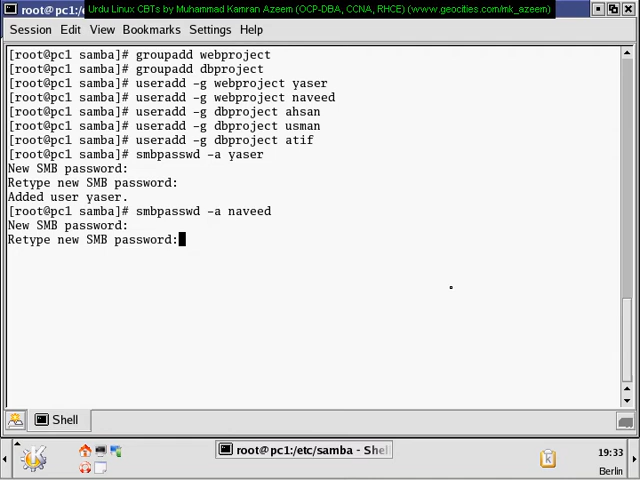 root@pc1:/e
Urdu Linux CBTs by Muhammad Kamran Azeem (OCP-DBA, CCNA, RHCE) (www.geocities.com/mk_azeem)
Session Edit View Bookmarks Settings Help
[root@pc1 samba]# groupadd webproject
[root@pc1 samba]# groupadd dbproject
[root@pc1 samba]# useradd -g webproject yaser
[root@pc1 samba]# useradd -g webproject naveed
[root@pc1 samba]# useradd -g dbproject ahsan
[root@pc1 samba]# useradd -g dbproject usman
[root@pc1 samba]# useradd -g dbproject atif
[root@pc1 samba]# smbpasswd -a yaser
New SMB password:
Retype new SMB password:
Added user yaser.
[root@pc1 samba]# smbpasswd -a naveed
New SMB password:
Retype new SMB password:
Shell
root@pc1:/etc/samba - Shel
19:33
Berlin